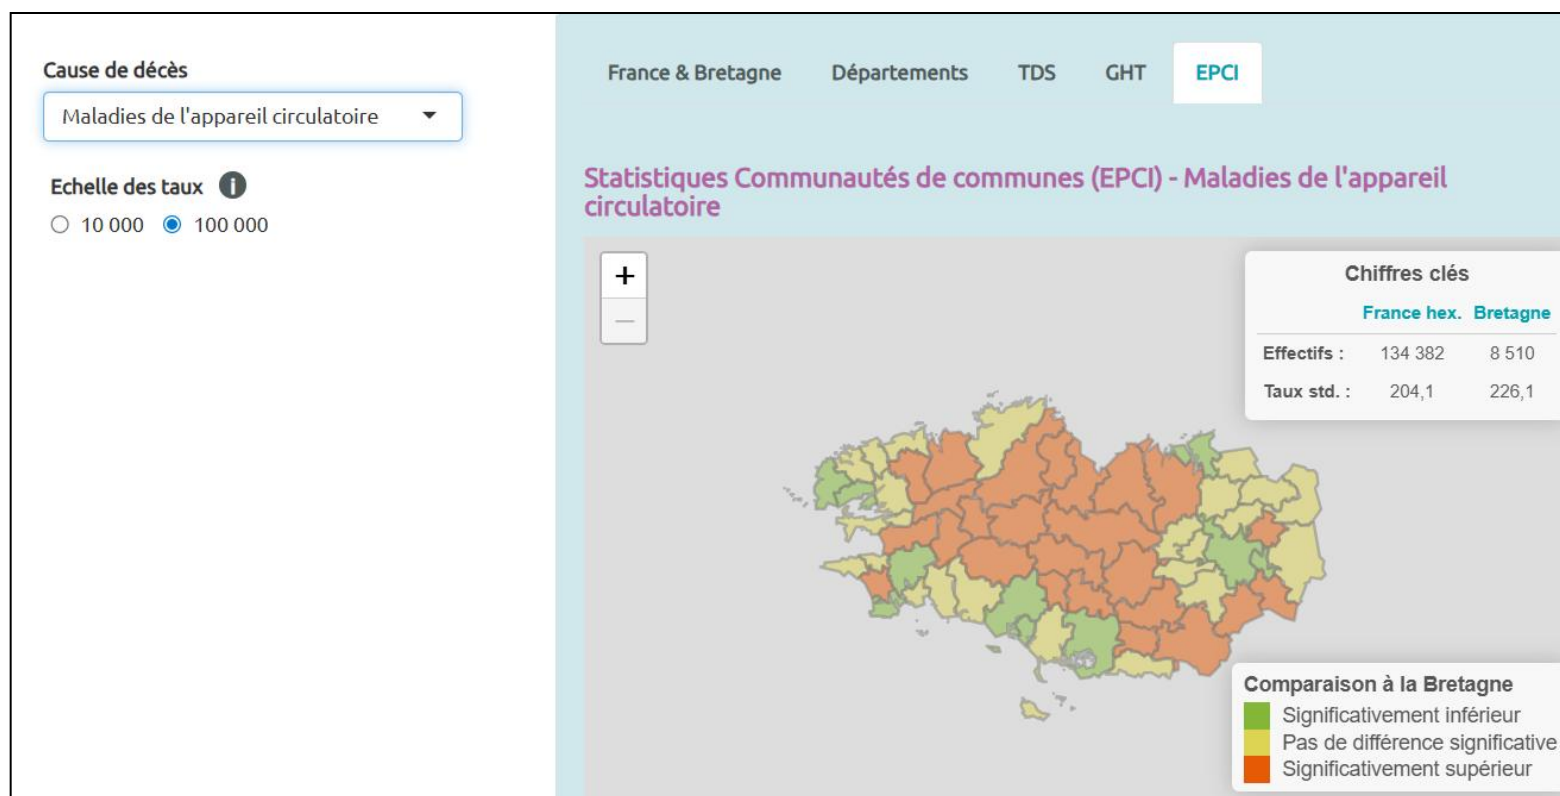 Cause de décès
Maladies de l'appareil circulatoire
Echelle des taux i
10 000 100 000
France & Bretagne Départements TDS GHT EPCI
Statistiques Communautés de communes (EPCI) - Maladies de l'appareil
circulatoire
+
−
Chiffres clés
France hex. Bretagne
Effectifs : 134 382 8 510
Taux std. : 204,1 226,1
Comparaison à la Bretagne
Significativement inférieur
Pas de différence significative
Significativement supérieur